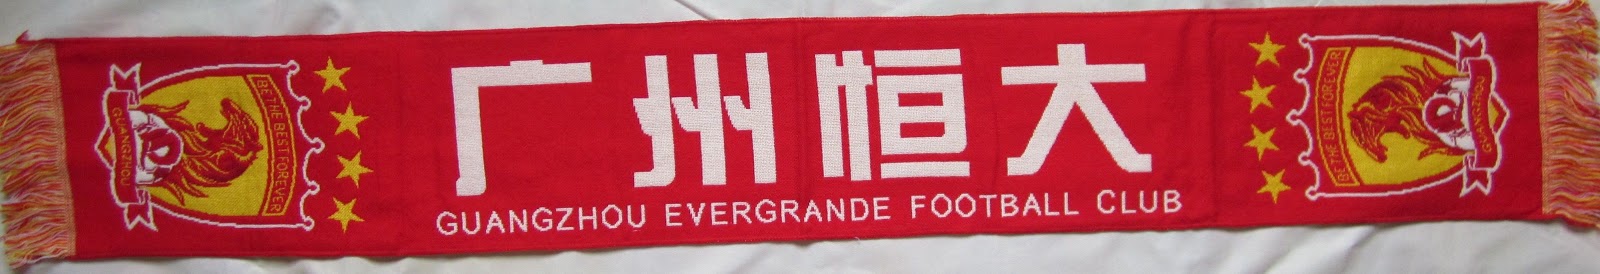 BE THE BEST FOREVER
GUANGZHOU
广州恒大
GUANGZHOU EVERGRANDE FOOTBALL CLUB
BE THE BEST FOREVER
GUANGZHOU